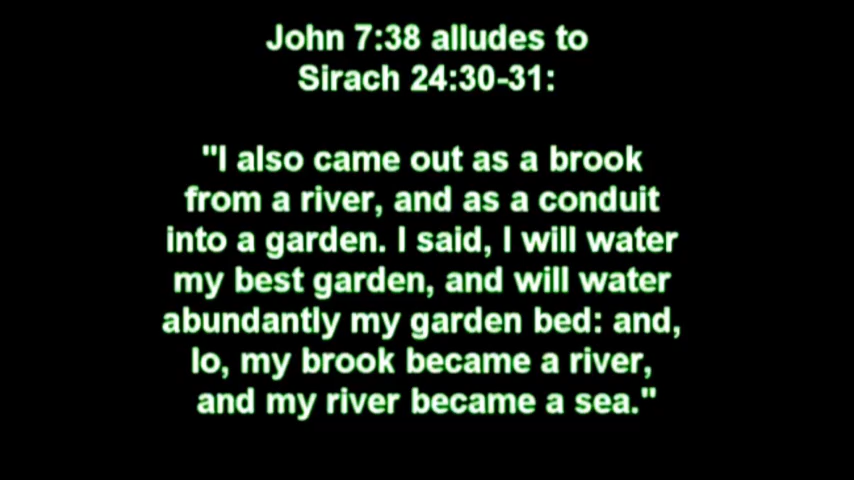 John 7:38 alludes to
Sirach 24:30-31:
"I also came out as a brook
from a river, and as a conduit
into a garden. I said, I will water
my best garden, and will water
abundantly my garden bed: and,
lo, my brook became a river,
and my river became a sea."